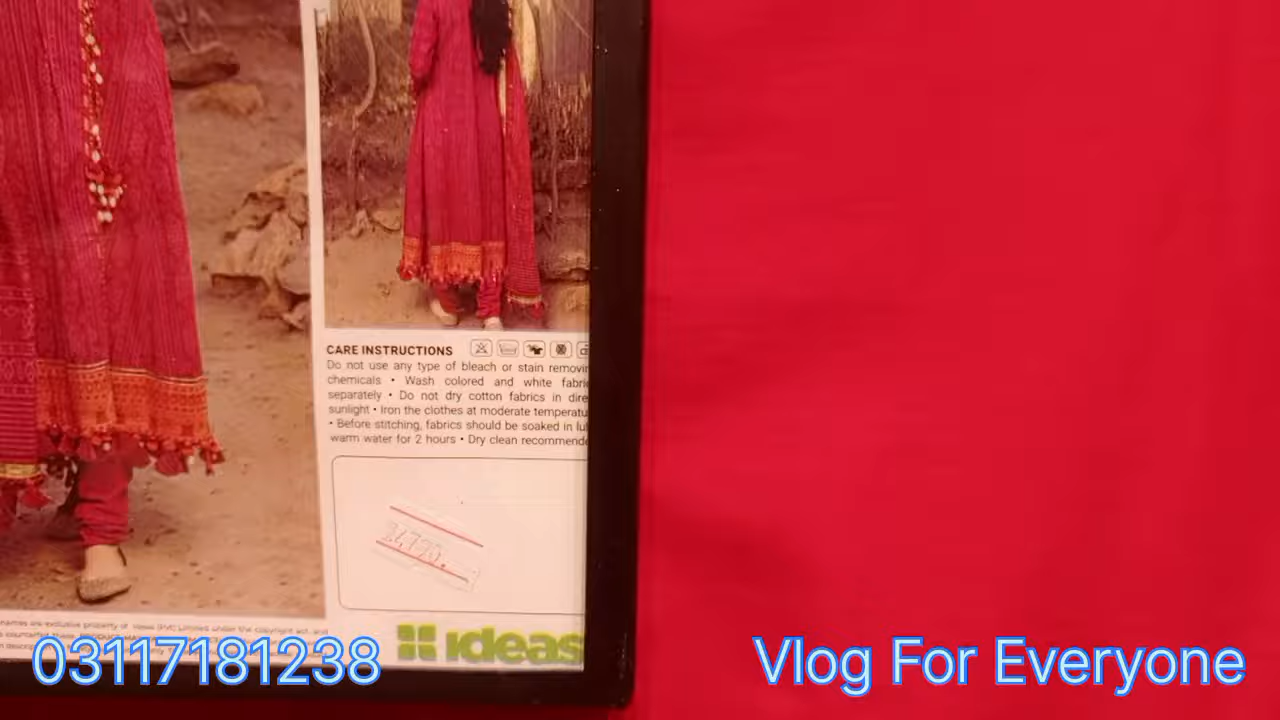 CARE INSTRUCTIONS
Do not use any type of bleach or stain removin
chemicals • Wash colored and white fabri
separately • Do not dry cotton fabrics in dire
sunlight • Iron the clothes at moderate temperatu
• Before stitching, fabrics should be soaked in lu
warm water for 2 hours • Dry clean recommende
ideas
03117181238
Vlog For Everyone